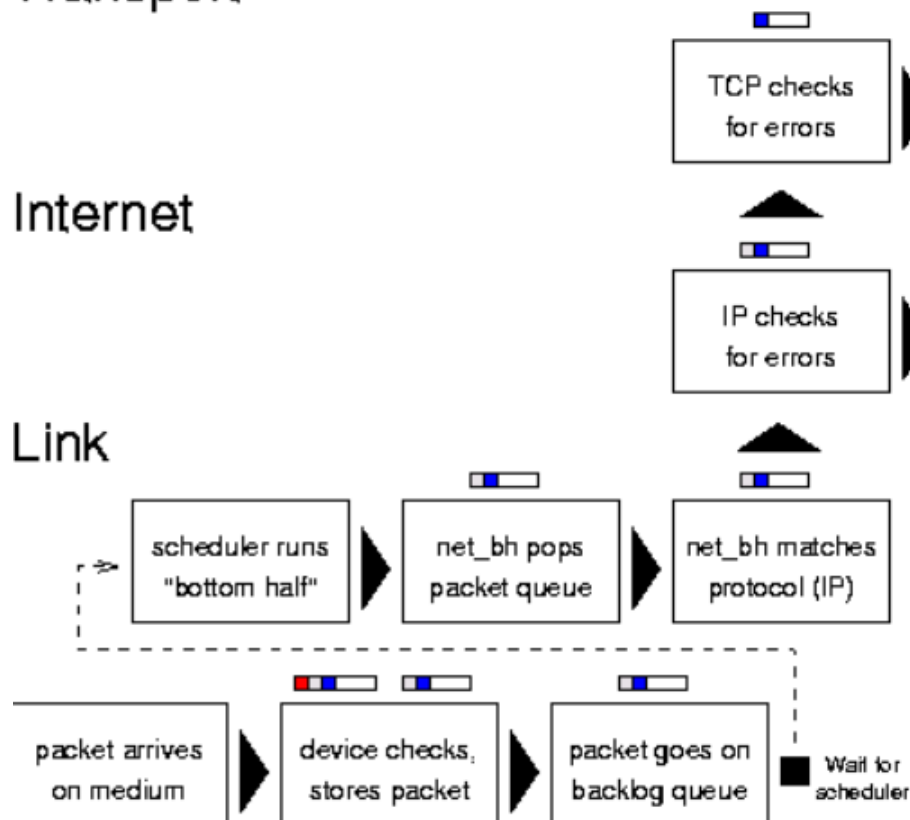 TCP checks
for errors
Internet
IP checks
for errors
Link
scheduler runs
"bottom half"
net_bh pops
packet queue
net_bh matches
protocol (IP)
packet arrives
on medium
device checks,
stores packet
packet goes on
backlog queue
Wait for
scheduler